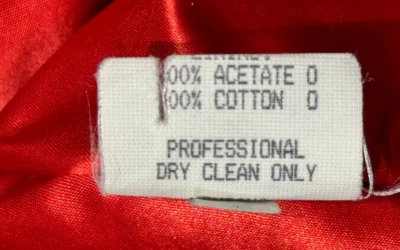 00% ACETATE O
00% COTTON O
PROFESSIONAL
DRY CLEAN ONLY